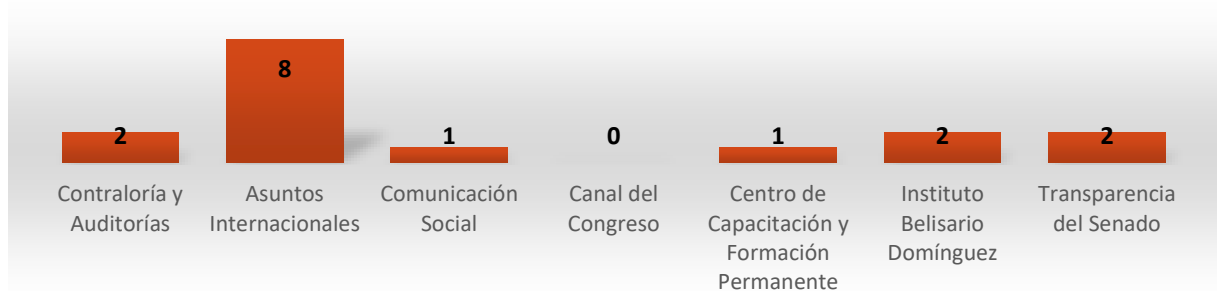 8
2
1
0
1
2
2
Contraloría y
Auditorías
Asuntos
Internacionales
Comunicación
Social
Canal del
Congreso
Centro de
Capacitación y
Formación
Permanente
Instituto
Belisario
Domínguez
Transparencia
del Senado